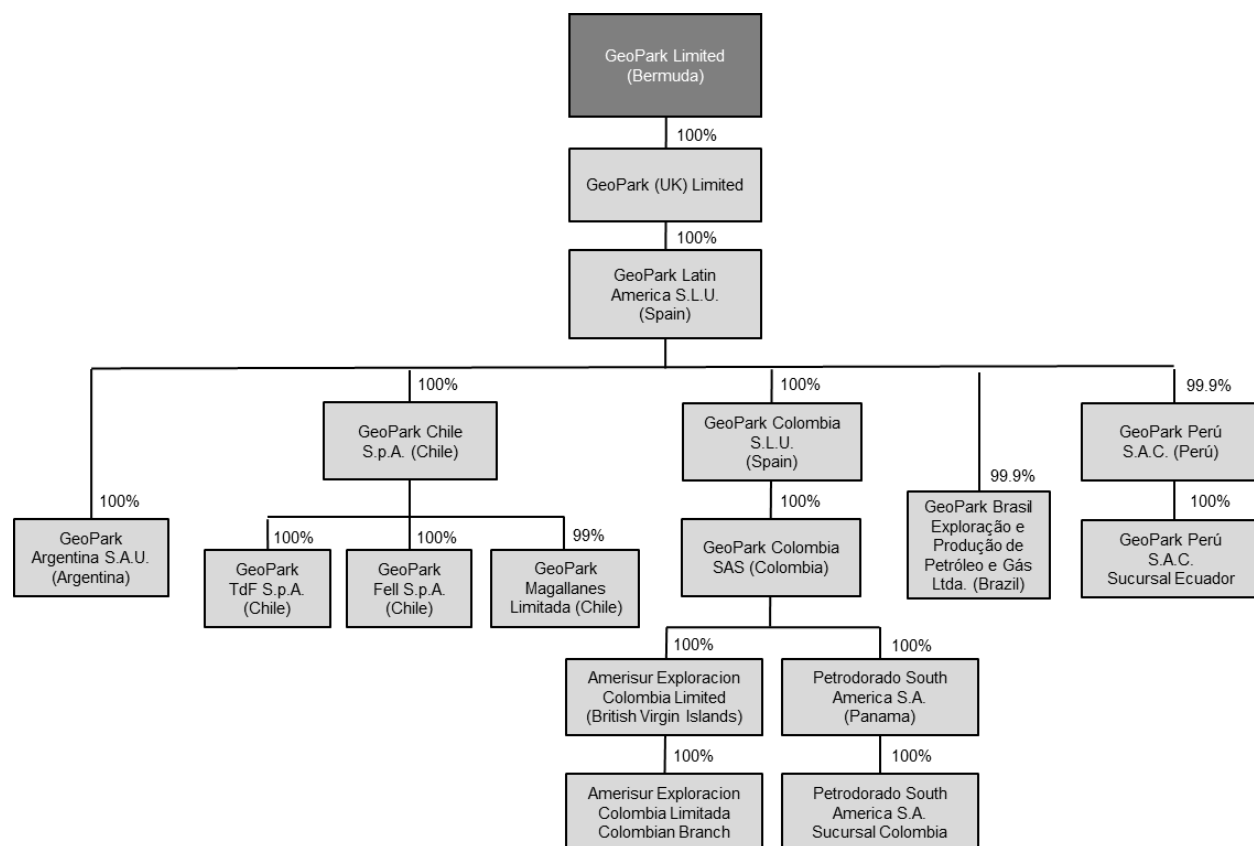 GeoPark Limited
(Bermuda)
100%
GeoPark (UK) Limited
100%
GeoPark Latin
America S.L.U.
(Spain)
100%
GeoPark
Argentina S.A.U.
(Argentina)
100%
GeoPark Chile
S.p.A. (Chile)
100%
GeoPark
TdF S.p.A.
(Chile)
100%
GeoPark
Fell S.p.A.
(Chile)
99%
GeoPark
Magallanes
Limitada (Chile)
100%
GeoPark Colombia
S.L.U.
(Spain)
100%
GeoPark Colombia
SAS (Colombia)
100%
Amerisur Exploracion
Colombia Limited
(British Virgin Islands)
100%
Amerisur Exploracion
Colombia Limitada
Colombian Branch
100%
Petrodorado South
America S.A.
(Panama)
100%
Petrodorado South
America S.A.
Sucursal Colombia
99.9%
GeoPark Brasil
Exploração e
Produção de
Petróleo e Gás
Ltda. (Brazil)
99.9%
GeoPark Perú
S.A.C. (Perú)
100%
GeoPark Perú
S.A.C.
Sucursal Ecuador